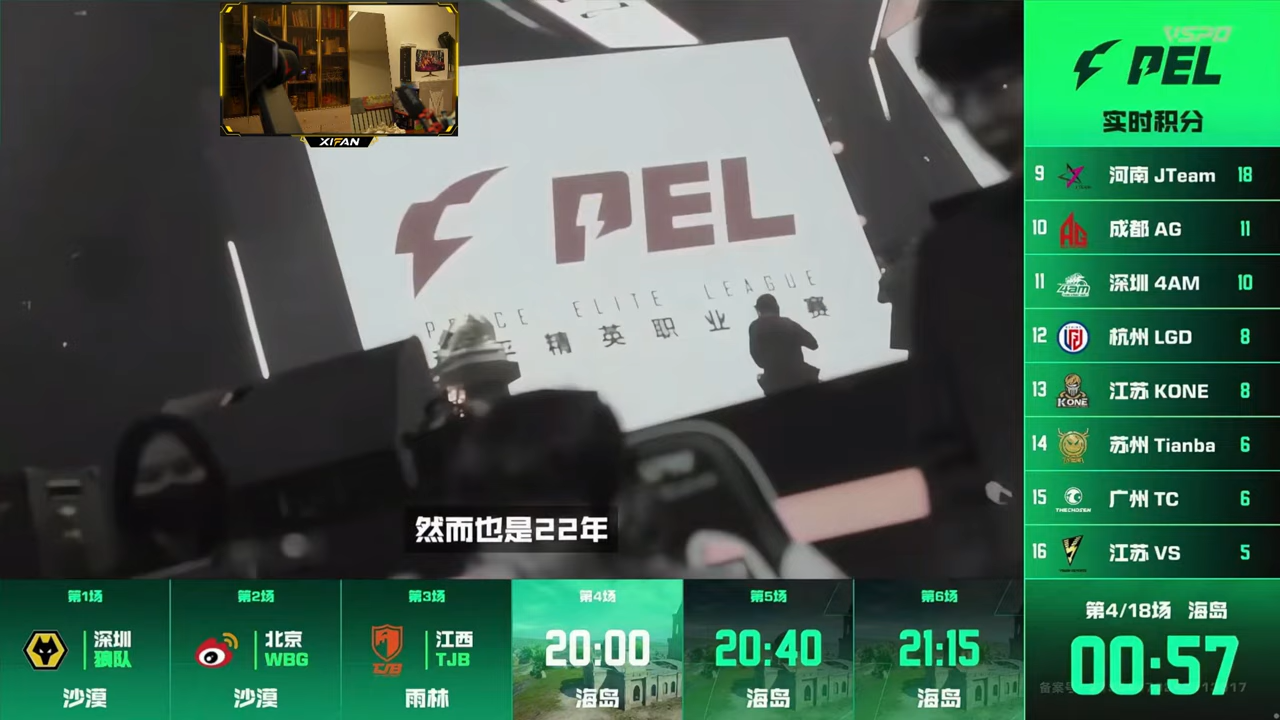 XIFAN
PEL
PEACE ELITE LEAGUE
精英职业 赛
然而也是22年
VSPO
PEL
实时积分
9 河南 JTeam 18
10 成都 AG 11
11 深圳 4AM 10
12 杭州 LGD 8
13 江苏 KONE 8
14 苏州 Tianba 6
15 广州 TC 6
16 江苏 VS 5
第1场
深圳
狼队
沙漠
第2场
北京
WBG
沙漠
第3场
TJB
江西
TJB
雨林
第4场
20:00
海岛
第5场
20:40
海岛
第6场
21:15
海岛
第4/18场 海岛
00:57